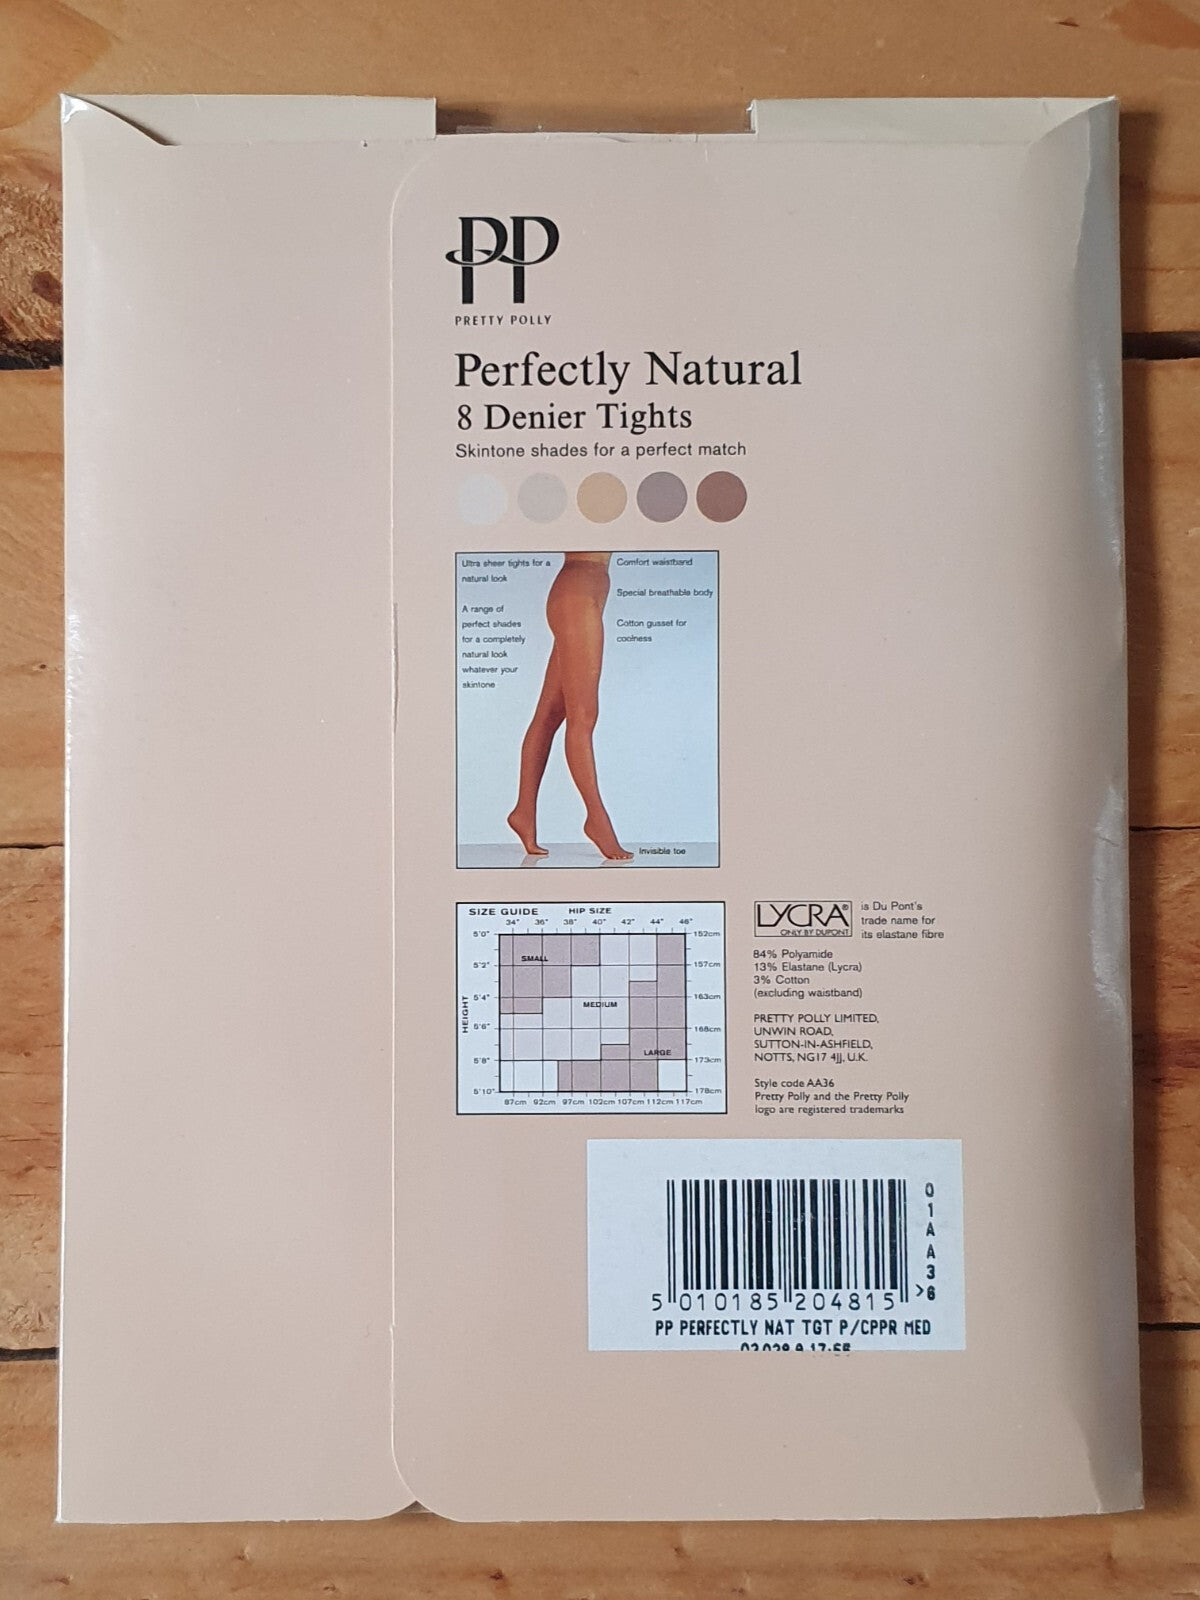 PP
PRETTY POLLY
Perfectly Natural
8 Denier Tights
Skintone shades for a perfect match
Ultra sheer tights for a
natural look
A range of
perfect shades
for a completely
natural look
whatever your
skintone
Comfort waistband
Special breathable body
Cotton gusset for
coolness
Invisible toe
SIZE GUIDE HIP SIZE
34" 36" 38" 40" 42" 44" 46"
HEIGHT
5'0" 152cm
SMALL
5'2" 157cm
5'4" 163cm
MEDIUM
5'6" 168cm
LARGE
5'8" 173cm
5'10" 178cm
87cm 92cm 97cm 102cm 107cm 112cm 117cm
LYCRA®
ONLY BY DUPONT
is Du Pont's
trade name for
its elastane fibre
84% Polyamide
13% Elastane (Lycra)
3% Cotton
(excluding waistband)
PRETTY POLLY LIMITED,
UNWIN ROAD,
SUTTON-IN-ASHFIELD,
NOTTS, NG17 4JJ, U.K.
Style code AA36
Pretty Polly and the Pretty Polly
logo are registered trademarks
01AA36
5 010185 204815 >
PP PERFECTLY NAT TGT P/CPPR MED